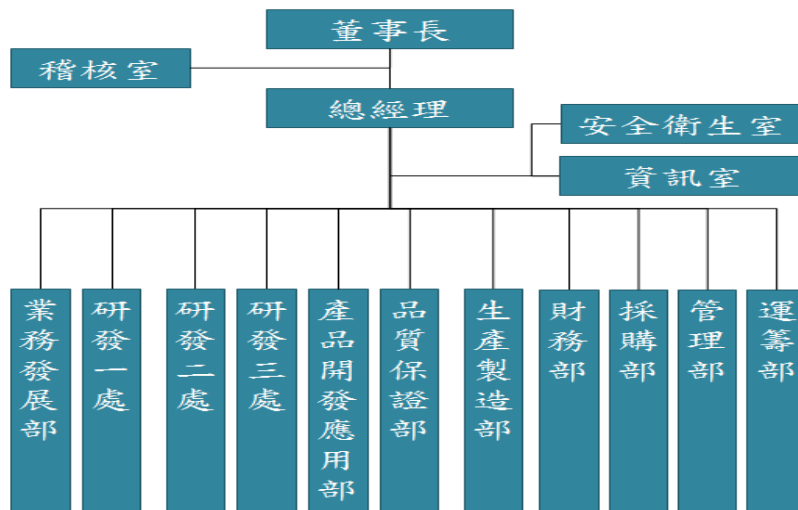 董事長
稽核室
總經理
安全衛生室
資訊室
業務發展部
研發一處
研發二處
研發三處
產品開發應用部
品質保證部
生產製造部
財務部
採購部
管理部
運籌部